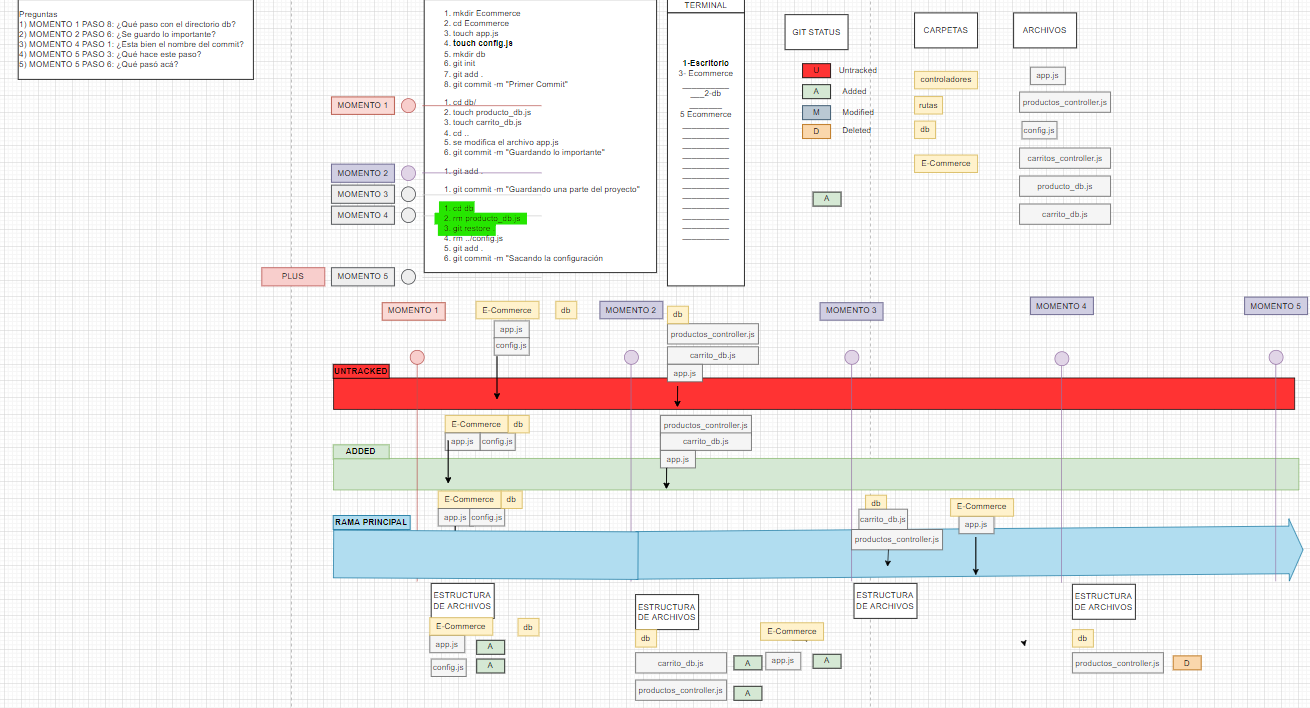 Preguntas
1) MOMENTO 1 PASO 8: ¿Qué paso con el directorio db?
2) MOMENTO 2 PASO 6: ¿Se guardo lo importante?
3) MOMENTO 4 PASO 1: ¿Esta bien el nombre del commit?
4) MOMENTO 5 PASO 3: ¿Qué hace este paso?
5) MOMENTO 5 PASO 6: ¿Qué pasó acá?
MOMENTO 1
MOMENTO 2
MOMENTO 3
MOMENTO 4
PLUS
MOMENTO 5
1. mkdir Ecommerce
2. cd Ecommerce
3. touch app.js
4. touch config.js
5. mkdir db
6. git init
7. git add .
8. git commit -m "Primer Commit"
1. cd db/
2. touch producto_db.js
3. touch carrito_db.js
4. cd ..
5. se modifica el archivo app.js
6. git commit -m "Guardando lo importante"
1. git add .
1. git commit -m "Guardando una parte del proyecto"
1. cd db
2. rm producto_db.js
3. git restore .
4. rm ../config.js
5. git add .
6. git commit -m "Sacando la configuración
TERMINAL
1-Escritorio
3- Ecommerce
___2-db
5 Ecommerce
GIT STATUS
U Untracked
A Added
M Modified
D Deleted
A
CARPETAS
controladores
rutas
db
E-Commerce
ARCHIVOS
app.js
productos_controller.js
config.js
carritos_controller.js
producto_db.js
carrito_db.js
MOMENTO 1
E-Commerce
db
app.js
config.js
MOMENTO 2
db
productos_controller.js
carrito_db.js
app.js
MOMENTO 3
MOMENTO 4
MOMENTO 5
UNTRACKED
E-Commerce
db
app.js
config.js
productos_controller.js
carrito_db.js
app.js
ADDED
E-Commerce
db
app.js
config.js
db
carrito_db.js
productos_controller.js
E-Commerce
app.js
RAMA PRINCIPAL
ESTRUCTURA
DE ARCHIVOS
E-Commerce
db
app.js
A
config.js
A
ESTRUCTURA
DE ARCHIVOS
db
carrito_db.js
A
productos_controller.js
A
E-Commerce
app.js
A
ESTRUCTURA
DE ARCHIVOS
ESTRUCTURA
DE ARCHIVOS
db
productos_controller.js
D